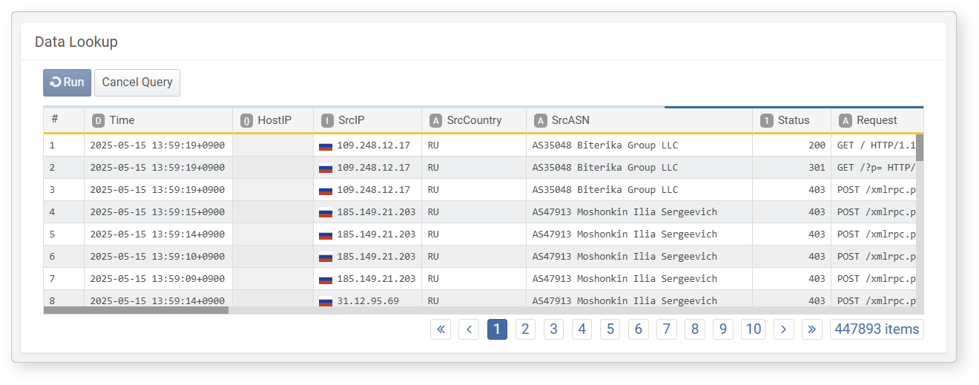 Data Lookup
Run Cancel Query
# D Time {} HostIP I SrcIP A SrcCountry A SrcASN 1 Status A Request
1 2025-05-15 13:59:19+0900 109.248.12.17 RU AS35048 Biterika Group LLC 200 GET / HTTP/1.1
2 2025-05-15 13:59:19+0900 109.248.12.17 RU AS35048 Biterika Group LLC 301 GET /?p= HTTP/
3 2025-05-15 13:59:19+0900 109.248.12.17 RU AS35048 Biterika Group LLC 403 POST /xmlrpc.p
4 2025-05-15 13:59:15+0900 185.149.21.203 RU AS47913 Moshonkin Ilia Sergeevich 403 POST /xmlrpc.p
5 2025-05-15 13:59:14+0900 185.149.21.203 RU AS47913 Moshonkin Ilia Sergeevich 403 POST /xmlrpc.p
6 2025-05-15 13:59:10+0900 185.149.21.203 RU AS47913 Moshonkin Ilia Sergeevich 403 POST /xmlrpc.p
7 2025-05-15 13:59:09+0900 185.149.21.203 RU AS47913 Moshonkin Ilia Sergeevich 403 POST /xmlrpc.p
8 2025-05-15 13:59:14+0900 31.12.95.69 RU AS47913 Moshonkin Ilia Sergeevich 403 POST /xmlrpc.p
« ‹ 1 2 3 4 5 6 7 8 9 10 › » 447893 items